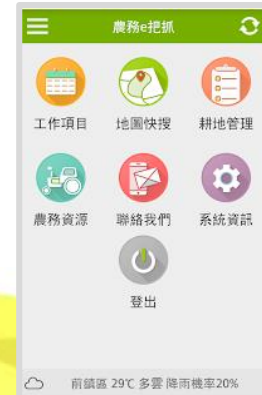 農務e把抓
工作項目 地圖快搜 耕地管理
農務資源 聯絡我們 系統資訊
登出
前鎮區 29℃ 多雲 降雨機率20%